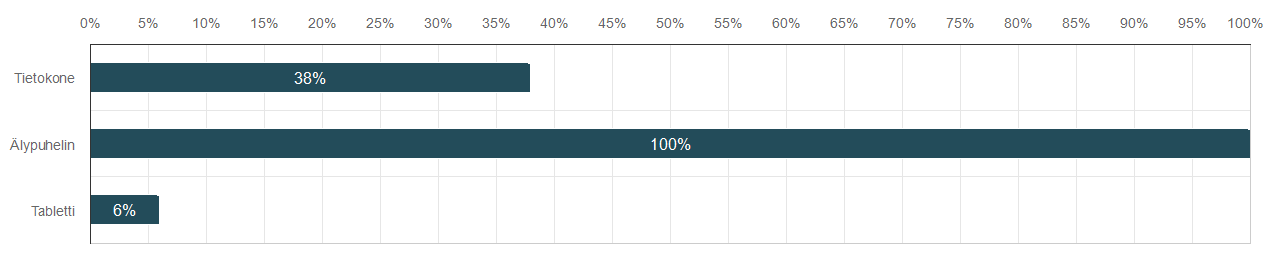 0% 5% 10% 15% 20% 25% 30% 35% 40% 45% 50% 55% 60% 65% 70% 75% 80% 85% 90% 95% 100%
Tietokone 38%
Älypuhelin 100%
Tabletti 6%